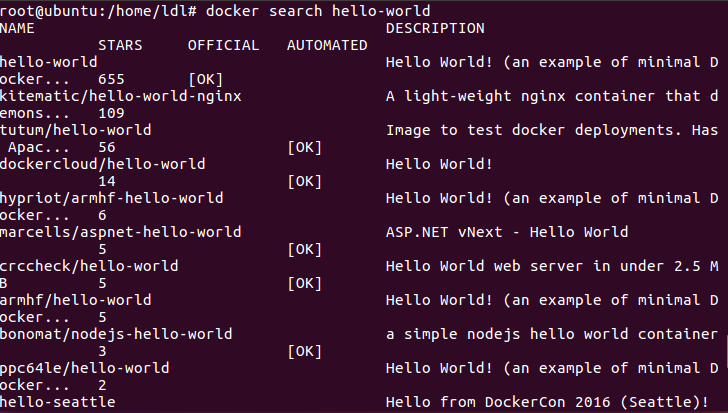 root@ubuntu:/home/ldl# docker search hello-world
NAME DESCRIPTION
STARS OFFICIAL AUTOMATED
hello-world Hello World! (an example of minimal D
ocker... 655 [OK]
kitematic/hello-world-nginx A light-weight nginx container that d
emons... 109
tutum/hello-world Image to test docker deployments. Has
Apac... 56 [OK]
dockercloud/hello-world Hello World!
14 [OK]
hypriot/armhf-hello-world Hello World! (an example of minimal D
ocker... 6
marcells/aspnet-hello-world ASP.NET vNext - Hello World
5 [OK]
crccheck/hello-world Hello World web server in under 2.5 M
B 5 [OK]
armhf/hello-world Hello World! (an example of minimal D
ocker... 5
bonomat/nodejs-hello-world a simple nodejs hello world container
3 [OK]
ppc64le/hello-world Hello World! (an example of minimal D
ocker... 2
hello-seattle Hello from DockerCon 2016 (Seattle)!